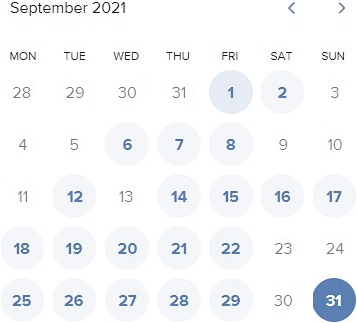 September 2021
MON TUE WED THU FRI SAT SUN
28 29 30 31 1 2 3
4 5 6 7 8 9 10
11 12 13 14 15 16 17
18 19 20 21 22 23 24
25 26 27 28 29 30 31